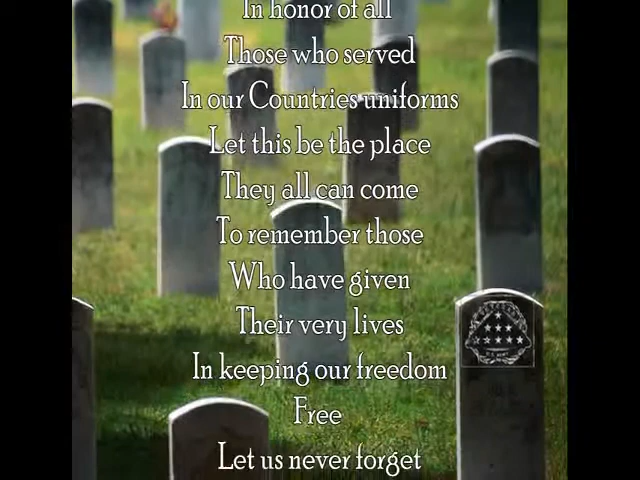 In honor of all
Those who served
In our Countries uniforms
Let this be the place
They all can come
To remember those
Who have given
Their very lives
In keeping our freedom
Free
Let us never forget